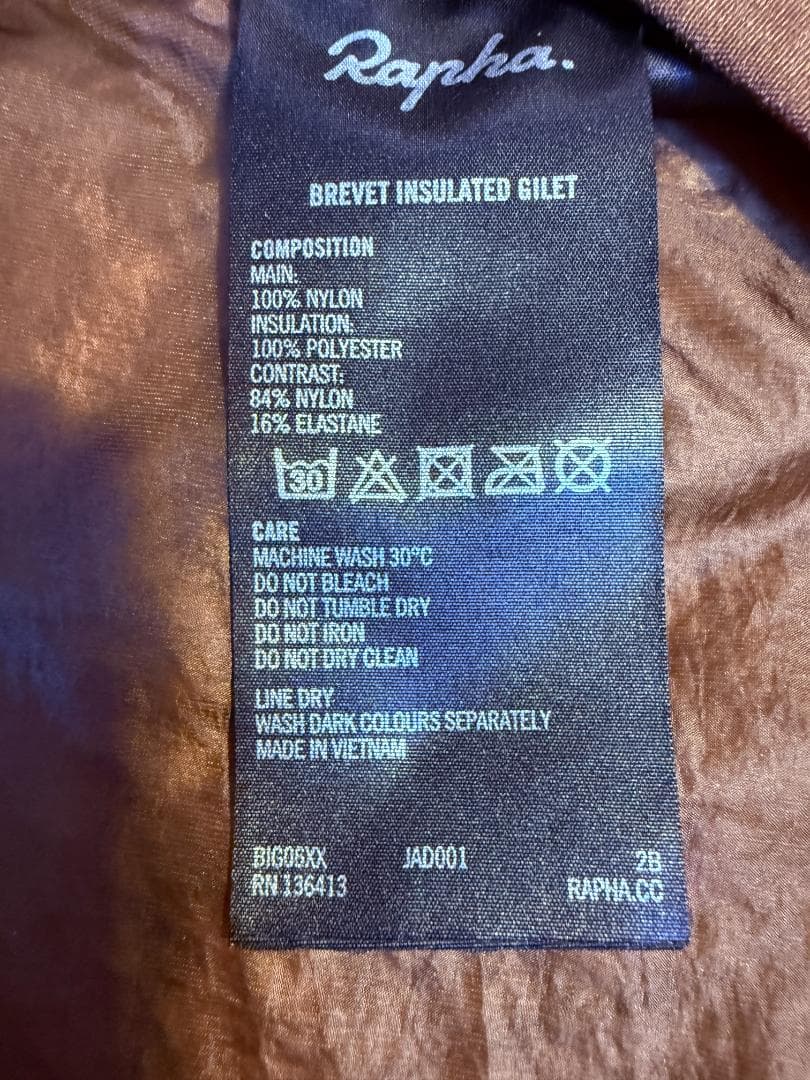 Rapha.
BREVET INSULATED GILET
COMPOSITION
MAIN:
100% NYLON
INSULATION:
100% POLYESTER
CONTRAST:
84% NYLON
16% ELASTANE
30
CARE
MACHINE WASH 30°C
DO NOT BLEACH
DO NOT TUMBLE DRY
DO NOT IRON
DO NOT DRY CLEAN
LINE DRY
WASH DARK COLOURS SEPARATELY
MADE IN VIETNAM
BIG06XX JAD001 2B
RN 136413 RAPHA.CC